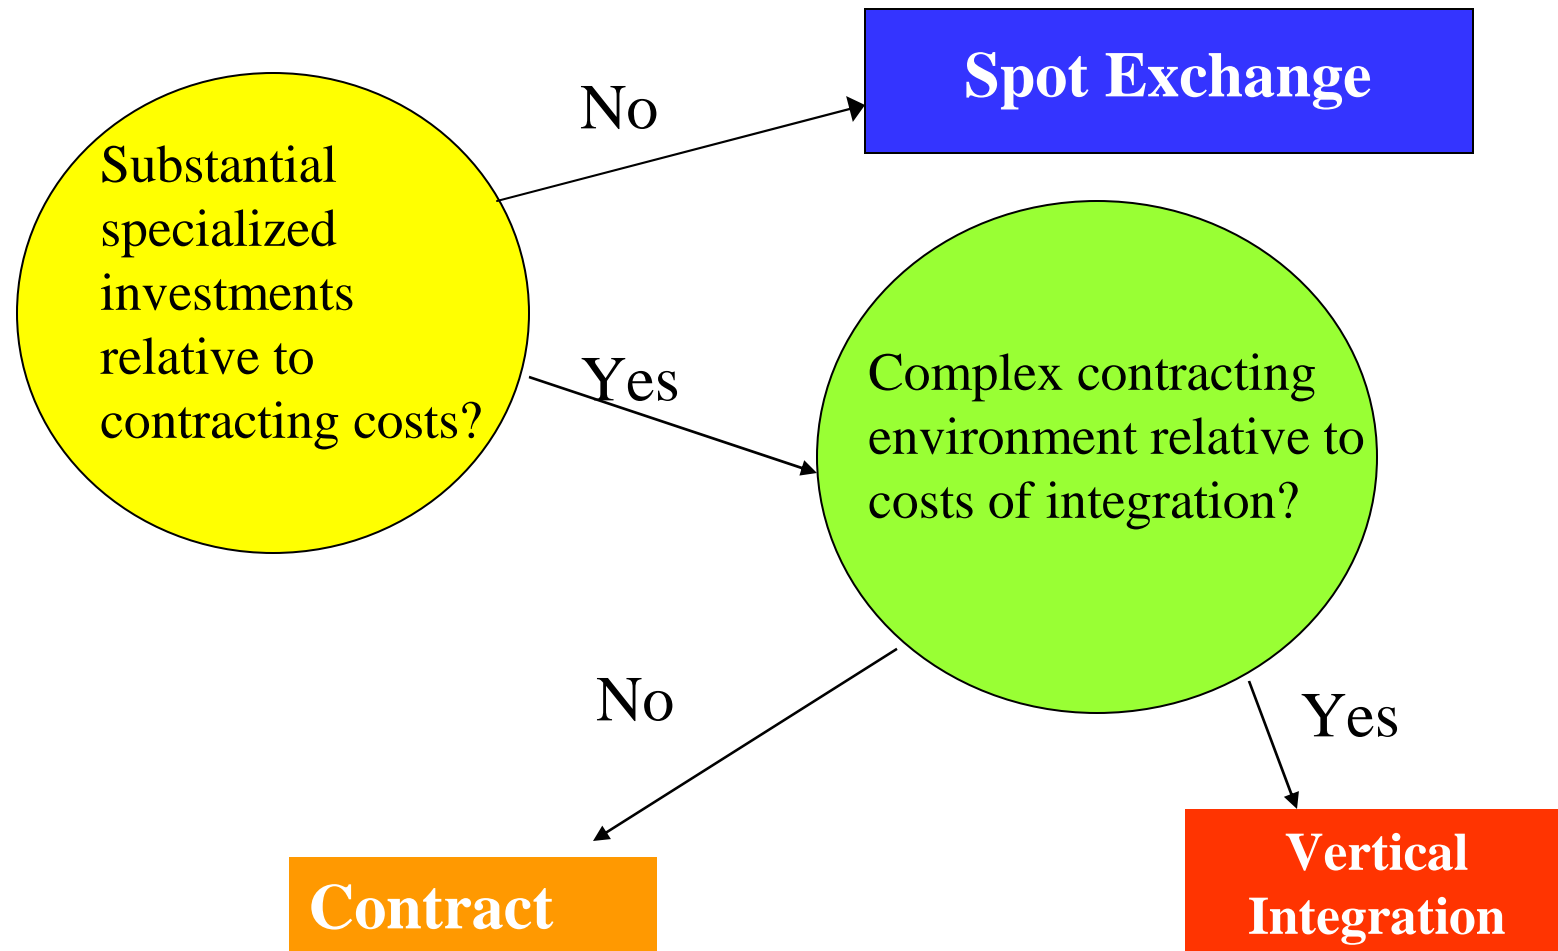 Spot Exchange
No
Substantial
specialized
investments
relative to
contracting costs?
Yes
Complex contracting
environment relative to
costs of integration?
No
Yes
Contract
Vertical
Integration